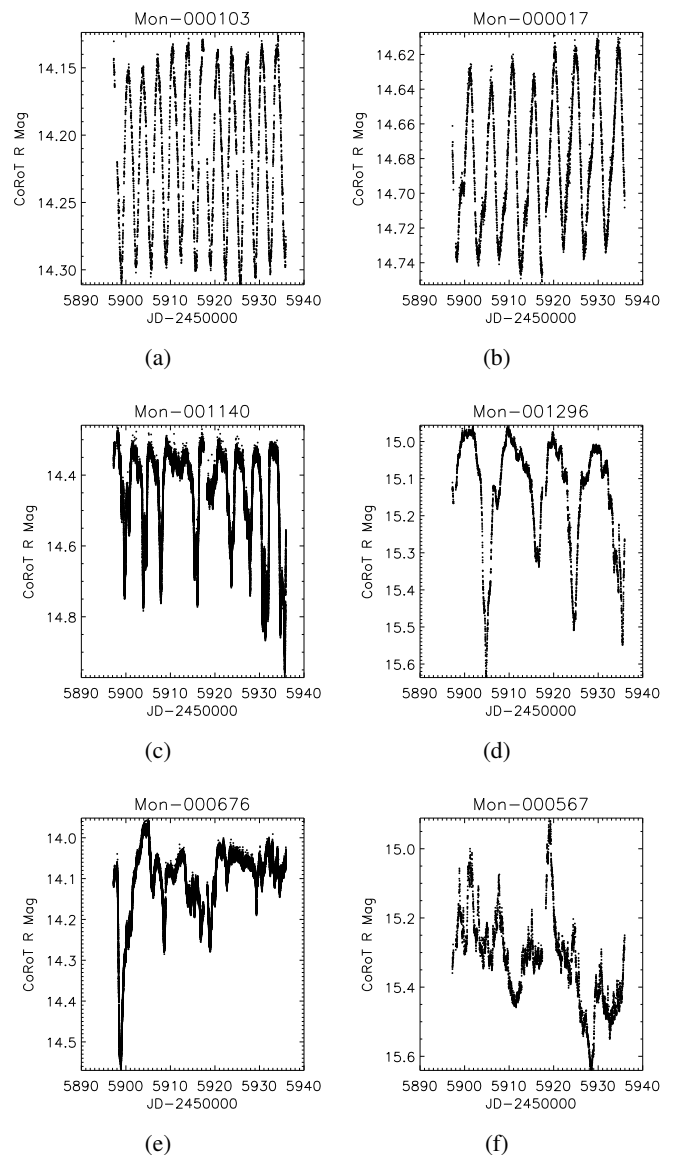 Mon-000103
Mon-000017
CoRoT R Mag
14.15
14.20
14.25
14.30
5890 5900 5910 5920 5930 5940
JD-2450000
(a)
CoRoT R Mag
14.62
14.66
14.70
14.74
5890 5900 5910 5920 5930 5940
JD-2450000
(b)
Mon-001140
Mon-001296
CoRoT R Mag
14.4
14.6
14.8
5890 5900 5910 5920 5930 5940
JD-2450000
(c)
CoRoT R Mag
15.0
15.1
15.2
15.3
15.4
15.5
15.6
5890 5900 5910 5920 5930 5940
JD-2450000
(d)
Mon-000676
Mon-000567
CoRoT R Mag
14.0
14.1
14.2
14.3
14.4
14.5
5890 5900 5910 5920 5930 5940
JD-2450000
(e)
CoRoT R Mag
15.0
15.2
15.4
15.6
5890 5900 5910 5920 5930 5940
JD-2450000
(f)